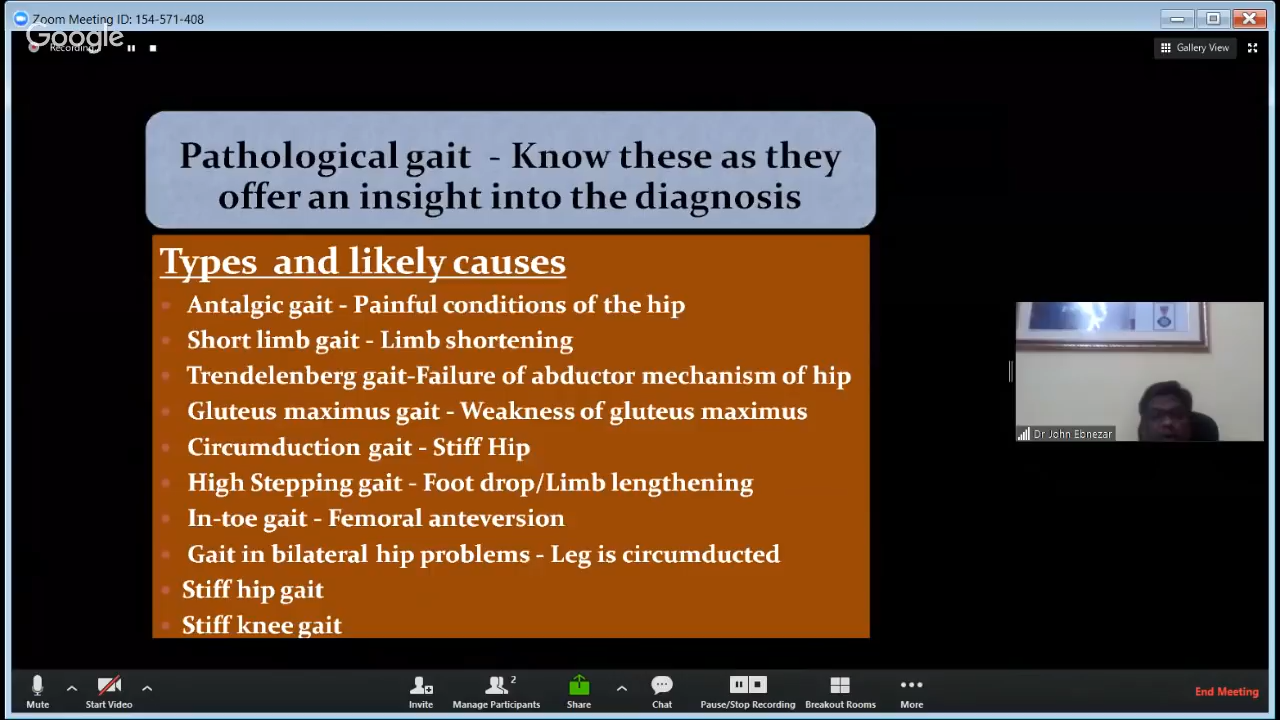 Zoom Meeting ID: 154-571-408
Google
Recording
Gallery View
Pathological gait - Know these as they
offer an insight into the diagnosis
Types and likely causes
Antalgic gait - Painful conditions of the hip
Short limb gait - Limb shortening
Trendelenberg gait-Failure of abductor mechanism of hip
Gluteus maximus gait - Weakness of gluteus maximus
Circumduction gait - Stiff Hip
High Stepping gait - Foot drop/Limb lengthening
In-toe gait - Femoral anteversion
Gait in bilateral hip problems - Leg is circumducted
Stiff hip gait
Stiff knee gait
Dr John Ebnezar
Mute
Start Video
Invite
2
Manage Participants
Share
Chat
Pause/Stop Recording
Breakout Rooms
More
End Meeting